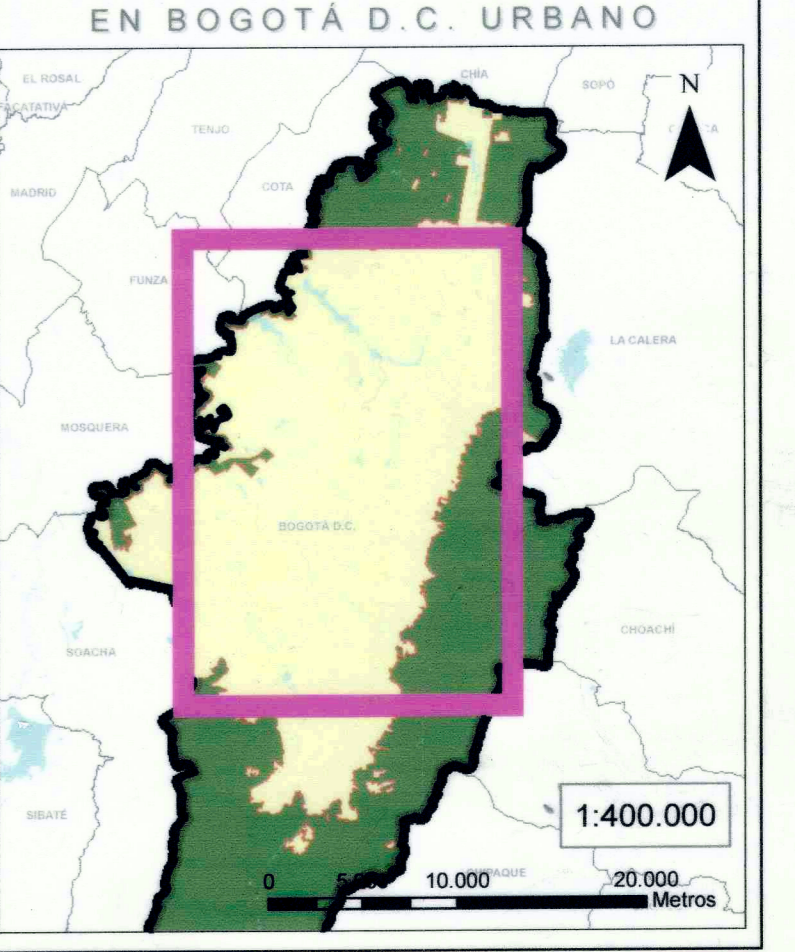 EN BOGOTÁ D.C. URBANO
EL ROSAL
CHÍA
SOPÓ
N
FACATATIVÁ
TENJO
MADRID
COTA
FUNZA
LA CALERA
MOSQUERA
BOGOTÁ D.C.
CHOACHÍ
SOACHA
SIBATÉ
1:400.000
0 10.000 20.000
Metros